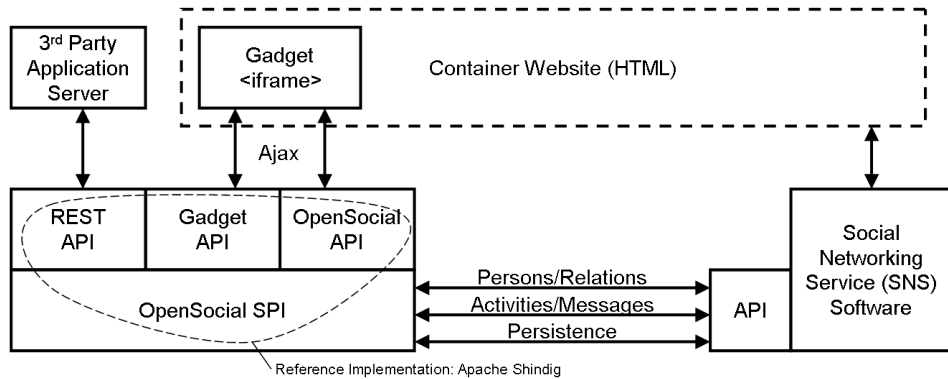 3rd Party
Application
Server
Gadget
<iframe>
Container Website (HTML)
Ajax
REST
API
Gadget
API
OpenSocial
API
OpenSocial SPI
Persons/Relations
Activities/Messages
Persistence
API
Social
Networking
Service (SNS)
Software
Reference Implementation: Apache Shindig